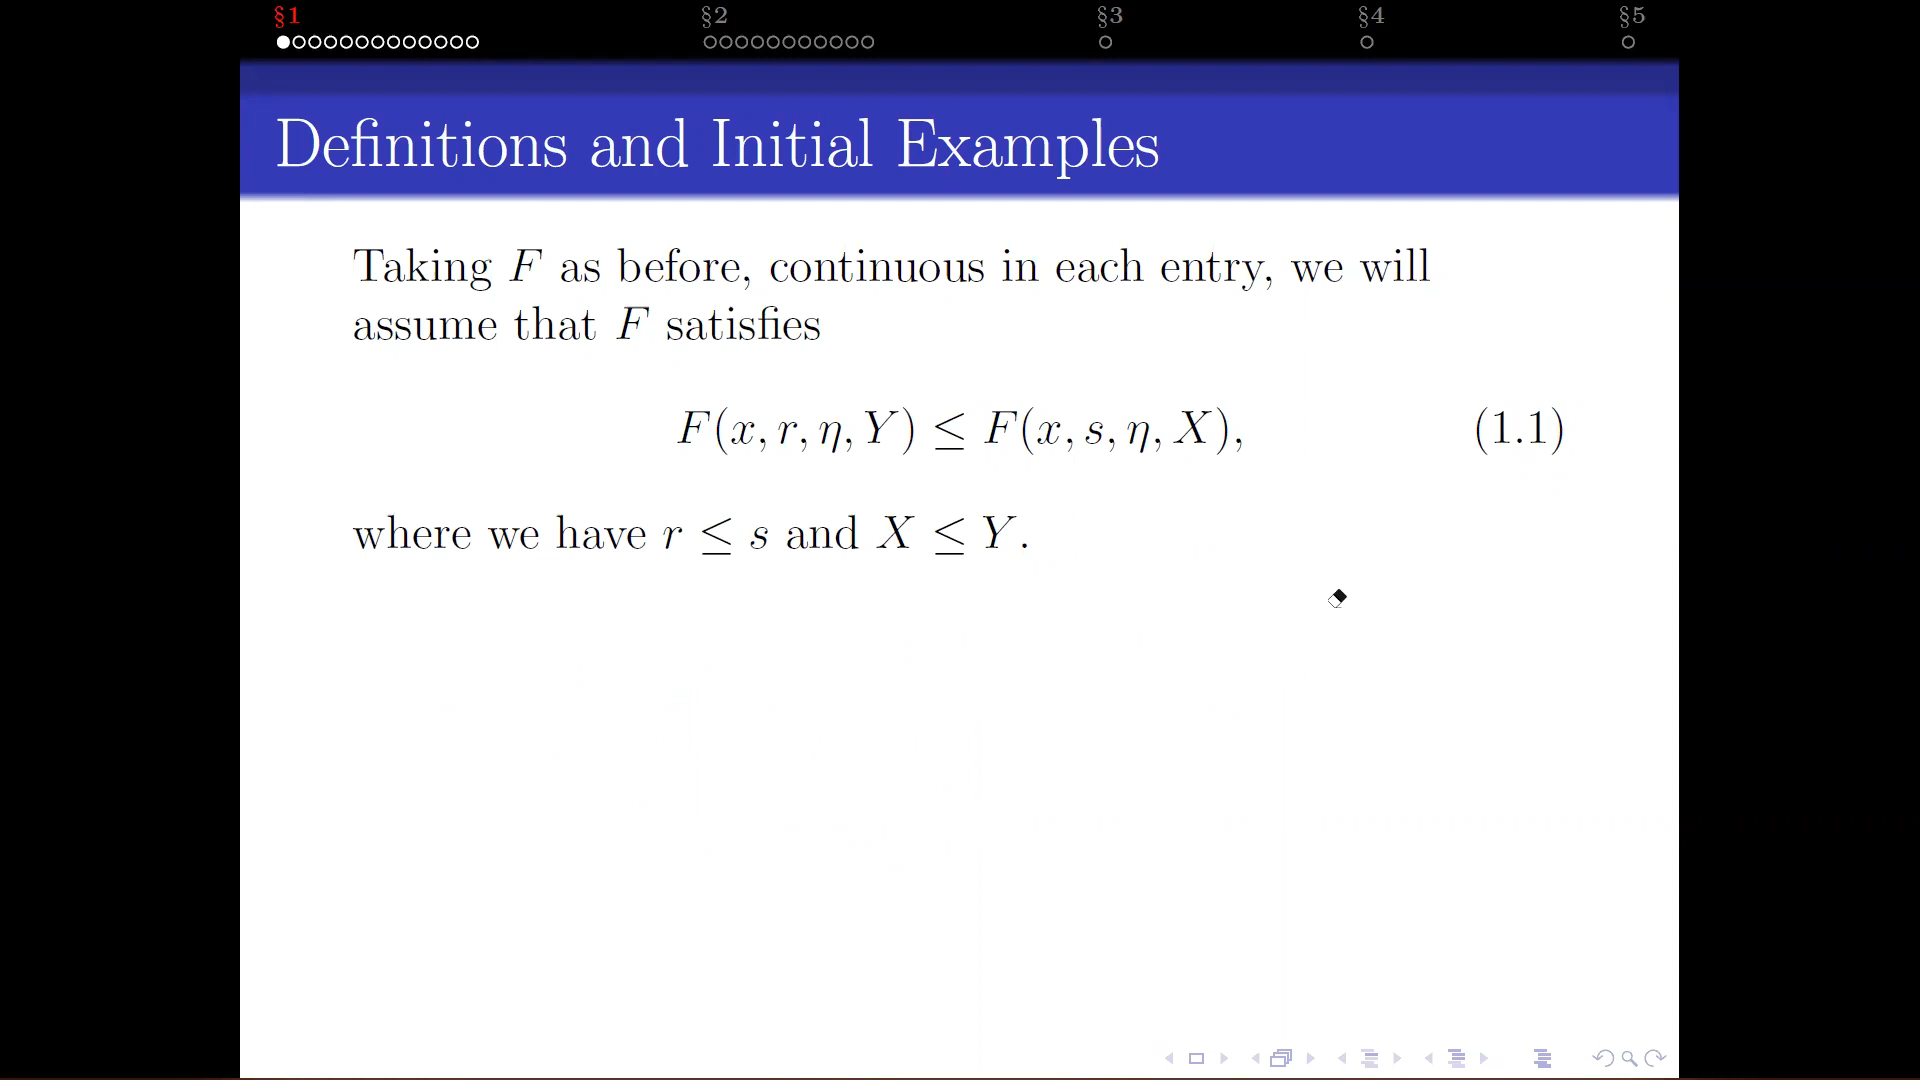 §1 §2 §3 §4 §5
Definitions and Initial Examples
Taking F as before, continuous in each entry, we will
assume that F satisfies
F(x, r, η, Y) ≤ F(x, s, η, X), (1.1)
where we have r ≤ s and X ≤ Y.